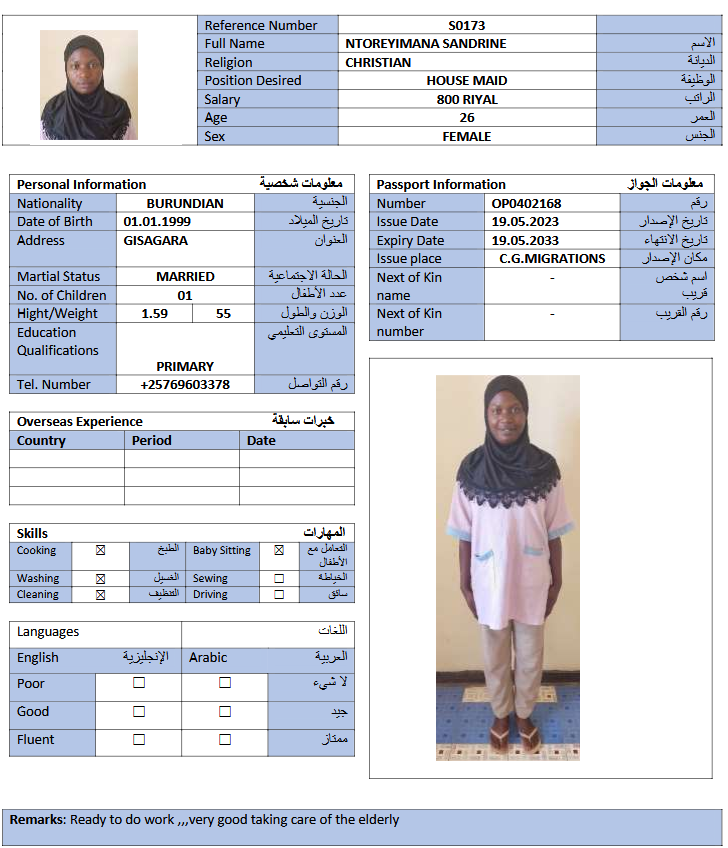 Reference Number S0173
Full Name NTOREYIMANA SANDRINE الاسم
Religion CHRISTIAN الديانة
Position Desired HOUSE MAID الوظيفة
Salary 800 RIYAL الراتب
Age 26 العمر
Sex FEMALE الجنس
Personal Information معلومات شخصية
Nationality BURUNDIAN الجنسية
Date of Birth 01.01.1999 تاريخ الميلاد
Address GISAGARA العنوان
Martial Status MARRIED الحالة الاجتماعية
No. of Children 01 عدد الأطفال
Hight/Weight 1.59 55 الوزن والطول
Education المستوى التعليمي
Qualifications
PRIMARY
Tel. Number +25769603378 رقم التواصل
Passport Information معلومات الجواز
Number OP0402168 رقم
Issue Date 19.05.2023 تاريخ الإصدار
Expiry Date 19.05.2033 تاريخ الانتهاء
Issue place C.G.MIGRATIONS مكان الإصدار
Next of Kin - اسم شخص
name قريب
Next of Kin - رقم القريب
number
Overseas Experience خبرات سابقة
Country Period Date
Skills المهارات
Cooking ☒ الطبخ Baby Sitting ☒ التعامل مع
الأطفال
Washing ☒ الغسيل Sewing ☐ الخياطة
Cleaning ☒ التنظيف Driving ☐ سائق
Languages اللغات
English الإنجليزية Arabic العربية
Poor ☐ ☐ لا شيء
Good ☐ ☐ جيد
Fluent ☐ ☐ ممتاز
Remarks: Ready to do work ,,,very good taking care of the elderly